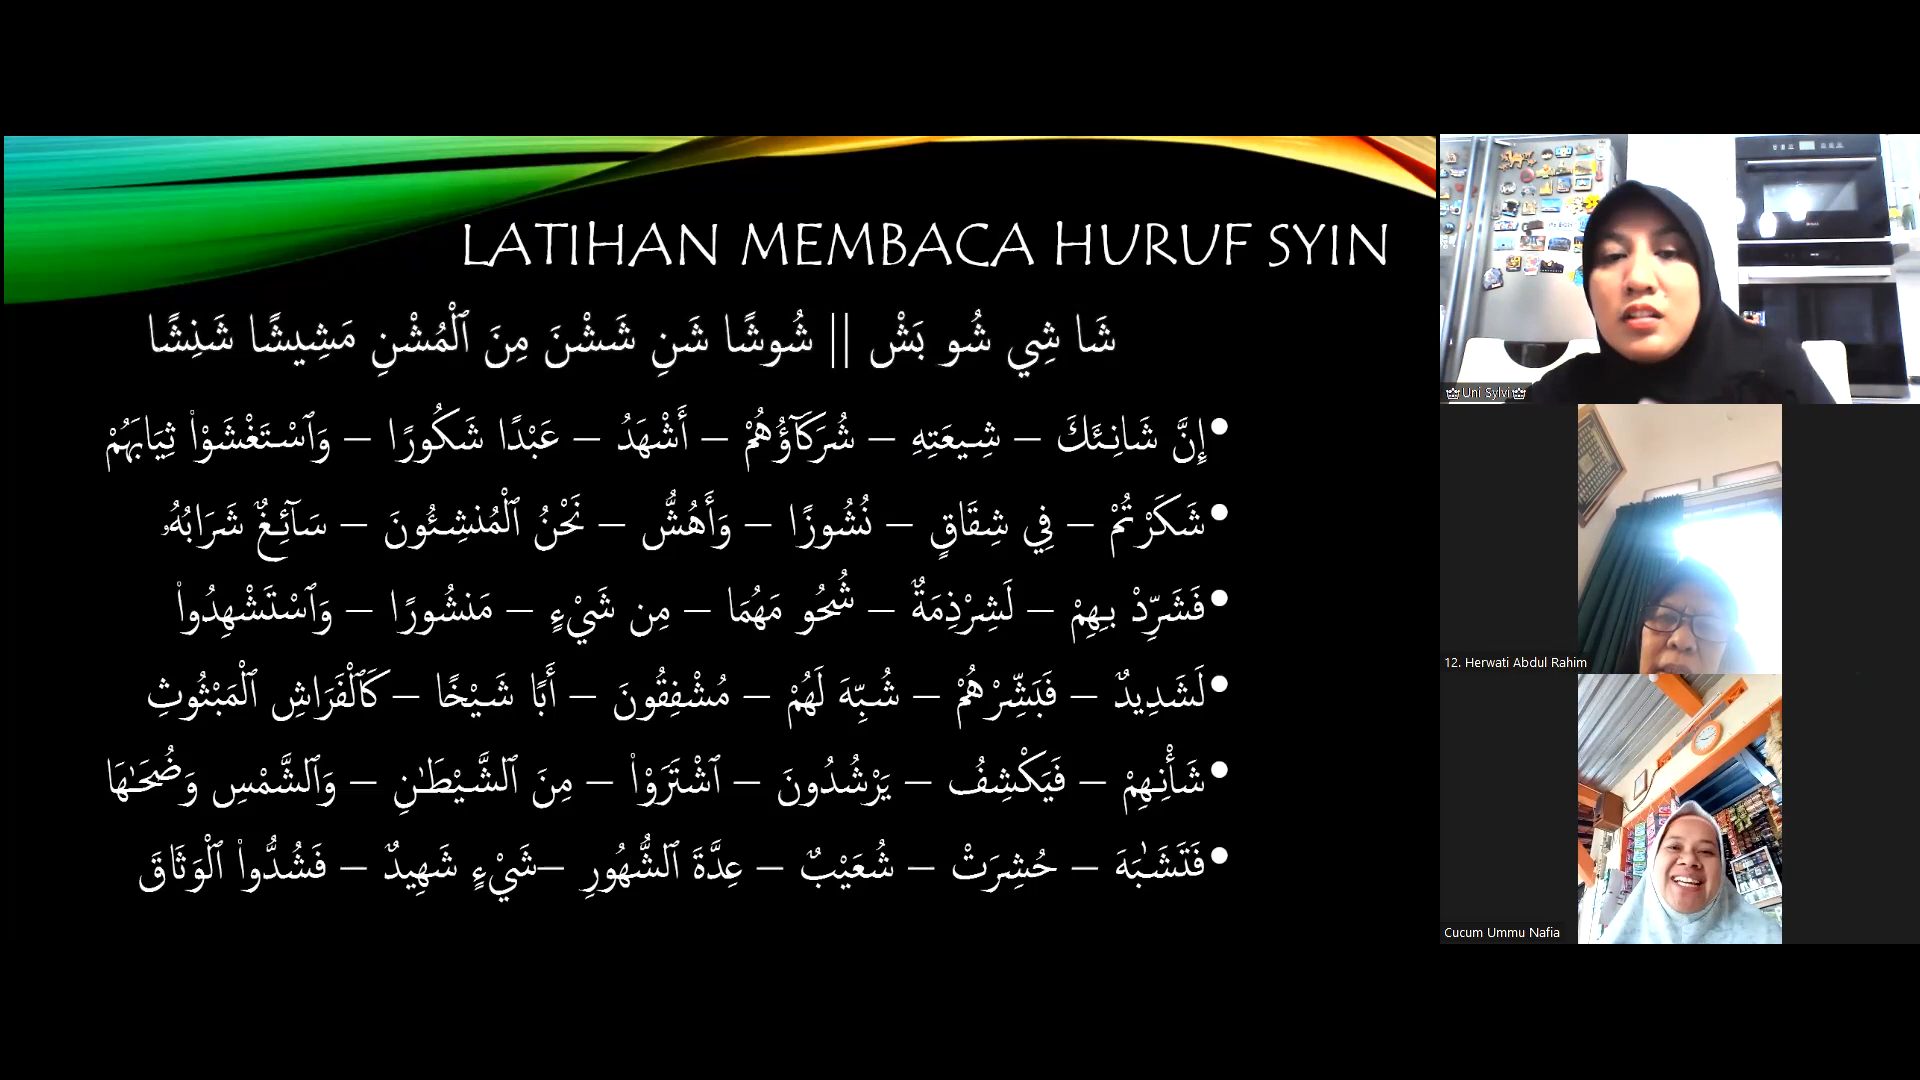 LATIHAN MEMBACA HURUF SYIN
شَا شِي شُو بَشْ || شُوشًا شَنِ شَشْنَ مِنَ ٱلْمُشْنِ مَشِيشًا شَنِشًا
•إِنَّ شَانِئَكَ – شِيعَتِهِ – شُرَكَآؤُهُمْ – أَشْهَدُ – عَبْدًا شَكُورًا – وَٱسْتَغْشَوْا۟ ثِيَابَهُمْ
•شَكَرْتُمْ – فِي شِقَاقٍ – نُشُوزًا – وَأَهُشُّ – نَحْنُ ٱلْمُنشِئُونَ – سَآئِغٌ شَرَابُهُۥ
•فَشَرِّدْ بِهِمْ – لَشِرْذِمَةٌ – شُحُو مَهُمَا – مِن شَيْءٍ – مَنشُورًا – وَٱسْتَشْهِدُوا۟
•لَشَدِيدٌ – فَبَشِّرْهُمْ – شُبِّهَ لَهُمْ – مُشْفِقُونَ – أَبًا شَيْخًا – كَٱلْفَرَاشِ ٱلْمَبْثُوثِ
•شَأْنِهِمْ – فَيَكْشِفُ – يَرْشُدُونَ – ٱشْتَرَوْا۟ – مِنَ ٱلشَّيْطَـٰنِ – وَٱلشَّمْسِ وَضُحَىٰهَا
•فَتَشَـٰبَهَ – حُشِرَتْ – شُعَيْبٌ – عِدَّةَ ٱلشُّهُورِ –شَيْءٍ شَهِيدٌ – فَشُدُّوا۟ ٱلْوَثَاقَ
Uni Sylvi
12. Herwati Abdul Rahim
Cucum Ummu Nafia